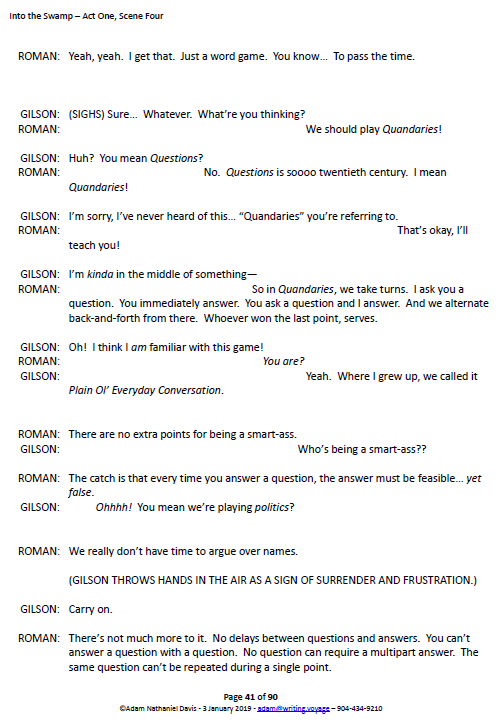 Into the Swamp – Act One, Scene Four
ROMAN: Yeah, yeah. I get that. Just a word game. You know... To pass the time.
GILSON: (SIGHS) Sure... Whatever. What're you thinking?
ROMAN: We should play Quandaries!
GILSON: Huh? You mean Questions?
ROMAN: No. Questions is soooo twentieth century. I mean
Quandaries!
GILSON: I'm sorry, I've never heard of this... "Quandaries" you're referring to.
ROMAN: That's okay, I'll
teach you!
GILSON: I'm kinda in the middle of something—
ROMAN: So in Quandaries, we take turns. I ask you a
question. You immediately answer. You ask a question and I answer. And we alternate
back-and-forth from there. Whoever won the last point, serves.
GILSON: Oh! I think I am familiar with this game!
ROMAN: You are?
GILSON: Yeah. Where I grew up, we called it
Plain Ol' Everyday Conversation.
ROMAN: There are no extra points for being a smart-ass.
GILSON: Who's being a smart-ass??
ROMAN: The catch is that every time you answer a question, the answer must be feasible... yet
false.
GILSON: Ohhhh! You mean we're playing politics?
ROMAN: We really don't have time to argue over names.
(GILSON THROWS HANDS IN THE AIR AS A SIGN OF SURRENDER AND FRUSTRATION.)
GILSON: Carry on.
ROMAN: There's not much more to it. No delays between questions and answers. You can't
answer a question with a question. No question can require a multipart answer. The
same question can't be repeated during a single point.
Page 41 of 90
©Adam Nathaniel Davis - 3 January 2019 - adam@writing.voyage – 904-434-9210